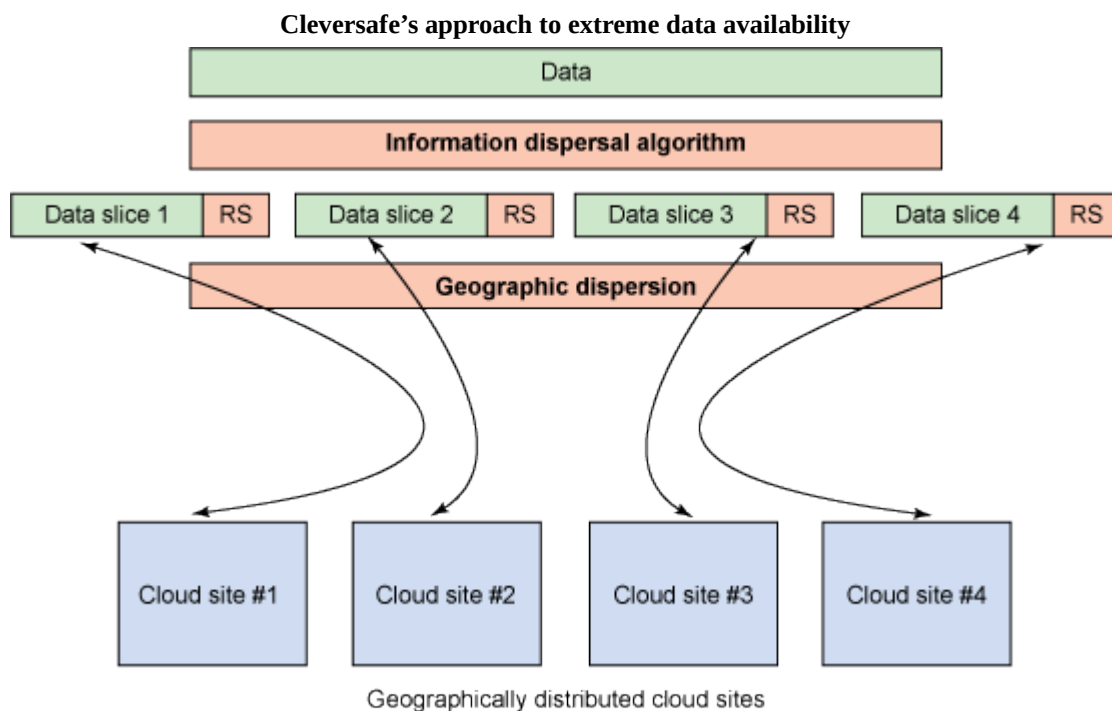 Cleversafe’s approach to extreme data availability
Data
Information dispersal algorithm
Data slice 1 RS Data slice 2 RS Data slice 3 RS Data slice 4 RS
Geographic dispersion
Cloud site #1 Cloud site #2 Cloud site #3 Cloud site #4
Geographically distributed cloud sites